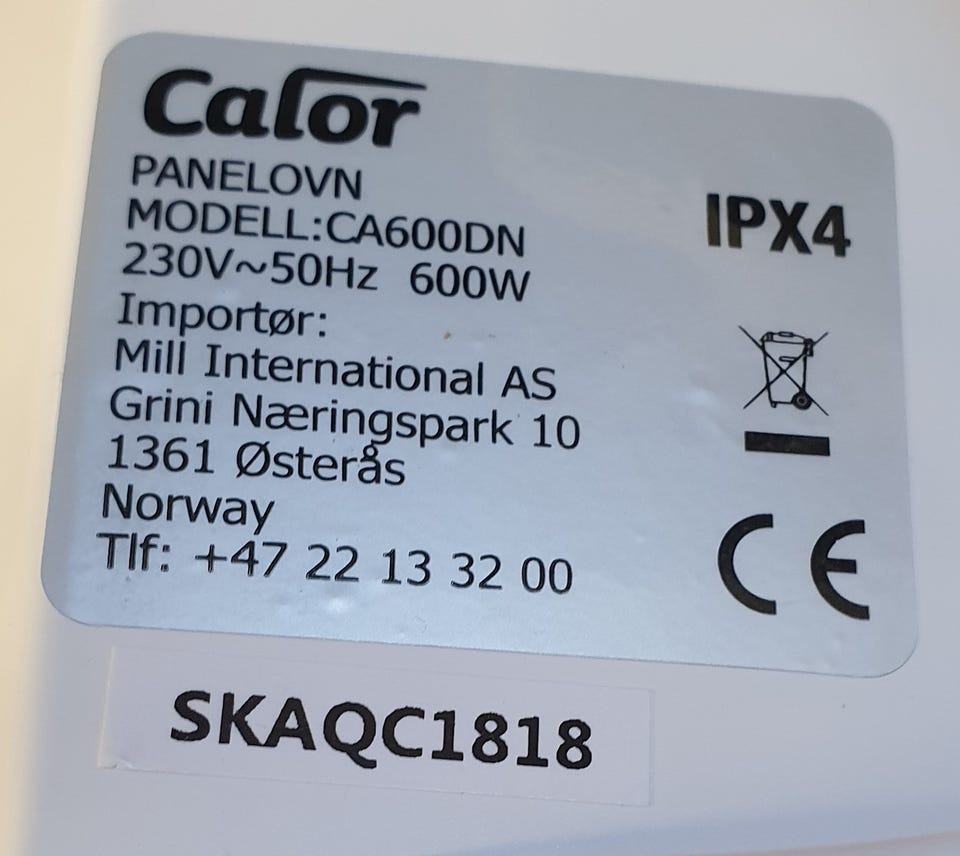 Calor
PANELOVN
MODELL:CA600DN
230V~50Hz 600W
Importør:
Mill International AS
Grini Næringspark 10
1361 Østerås
Norway
Tlf: +47 22 13 32 00
IPX4
CE
SKAQC1818